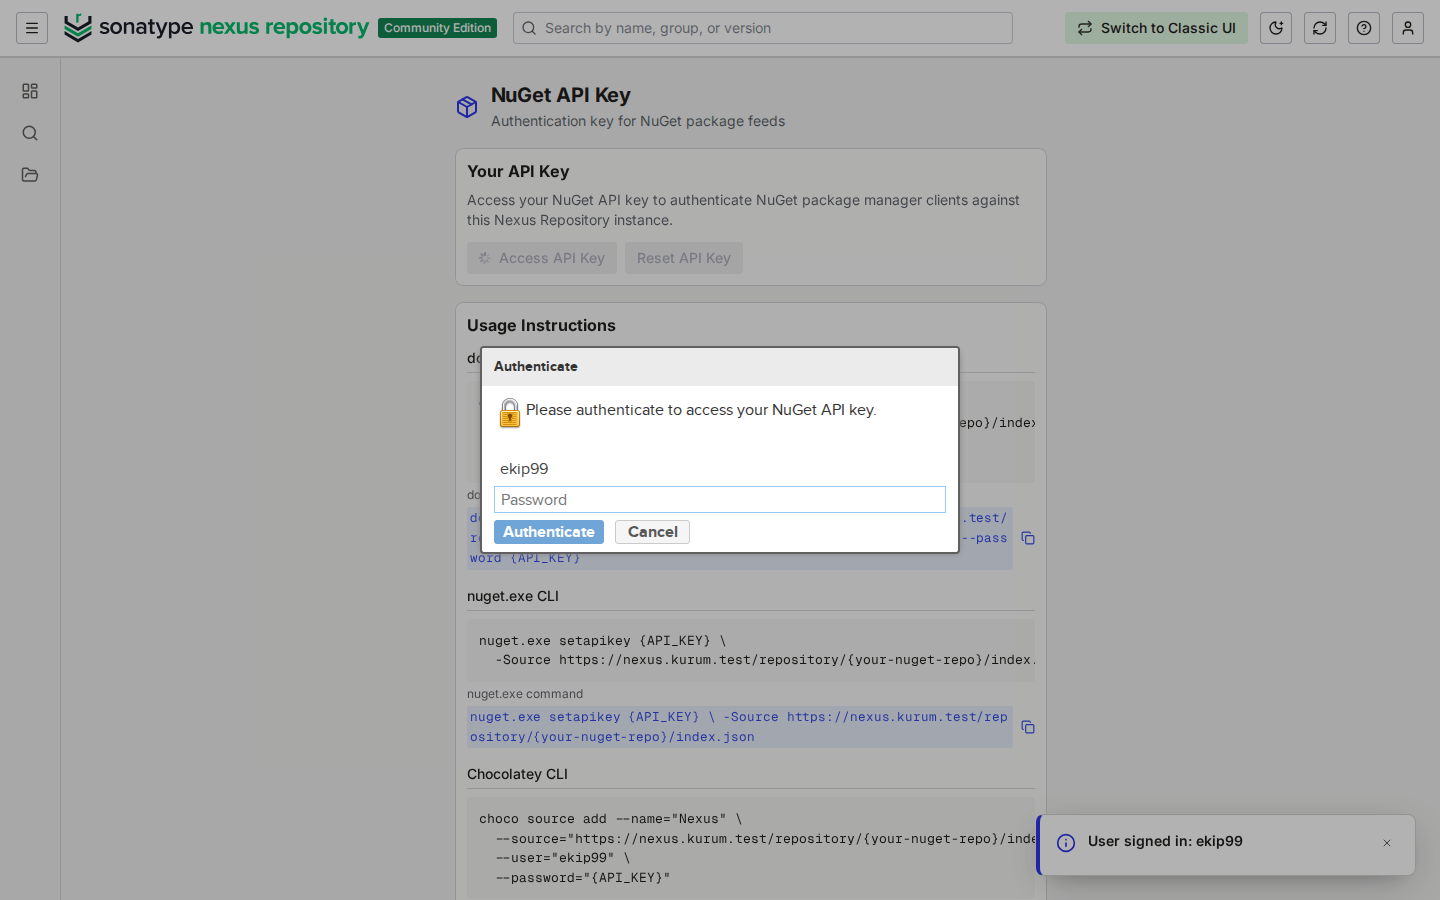 sonatype nexus repository
Community Edition
Search by name, group, or version
Switch to Classic UI
NuGet API Key
Authentication key for NuGet package feeds
Your API Key
Access your NuGet API key to authenticate NuGet package manager clients against
this Nexus Repository instance.
Access API Key
Reset API Key
Usage Instructions
Authenticate
Please authenticate to access your NuGet API key.
epo}/index
ekip99
Password
Authenticate
Cancel
.test/
--pass
word {API_KEY}
nuget.exe CLI
nuget.exe setapikey {API_KEY} \
-Source https://nexus.kurum.test/repository/{your-nuget-repo}/index.
nuget.exe command
nuget.exe setapikey {API_KEY} \ -Source https://nexus.kurum.test/rep
ository/{your-nuget-repo}/index.json
Chocolatey CLI
choco source add --name="Nexus" \
--source="https://nexus.kurum.test/repository/{your-nuget-repo}/inde
--user="ekip99" \
--password="{API_KEY}"
User signed in: ekip99